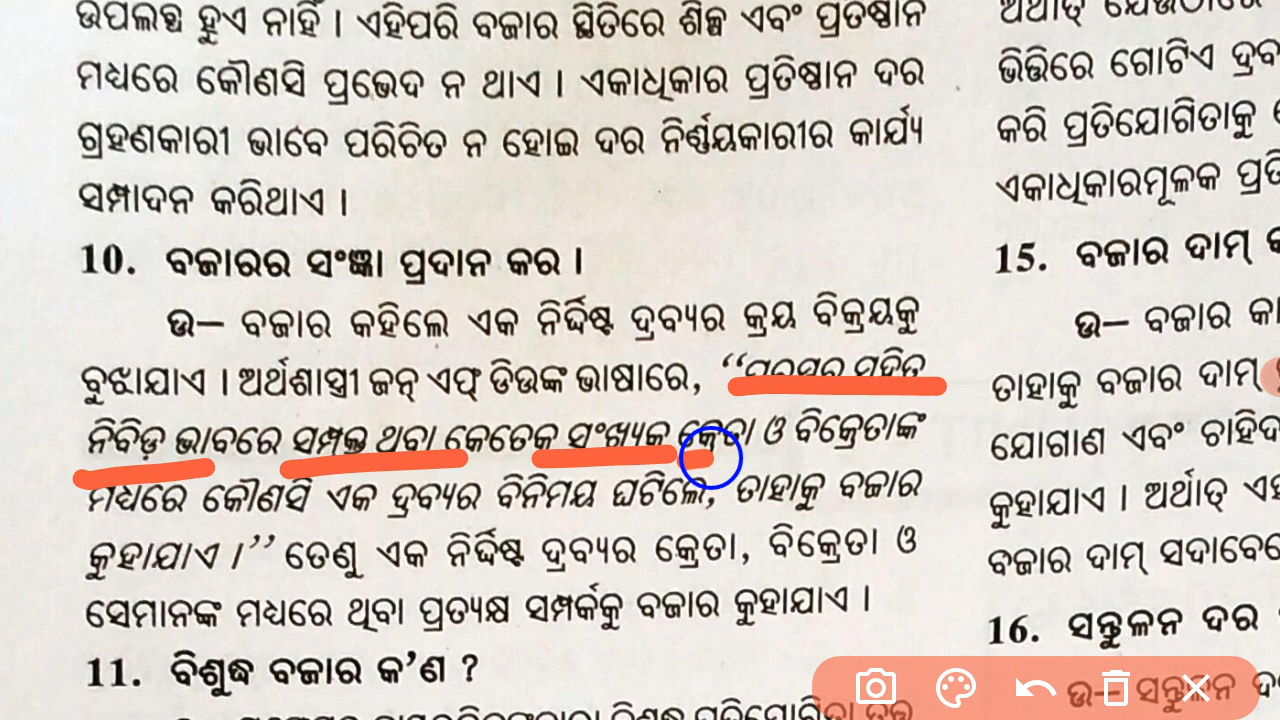 ଉପଲବ୍ଧ ହୁଏ ନାହିଁ । ଏହିପରି ବଜାର ସ୍ଥିତିରେ ଶିଳ୍ପ ଏବଂ ପ୍ରତିଷ୍ଠାନ
ମଧ୍ୟରେ କୌଣସି ପ୍ରଭେଦ ନ ଥାଏ । ଏକାଧିକାର ପ୍ରତିଷ୍ଠାନ ଦର
ଗ୍ରହଣକାରୀ ଭାବେ ପରିଚିତ ନ ହୋଇ ଦର ନିର୍ଣ୍ଣୟକାରୀର କାର୍ଯ୍ୟ
ସମ୍ପାଦନ କରିଥାଏ ।
10. ବଜାରର ସଂଜ୍ଞା ପ୍ରଦାନ କର ।
ଉ– ବଜାର କହିଲେ ଏକ ନିର୍ଦ୍ଦିଷ୍ଟ ଦ୍ରବ୍ୟର କ୍ରୟ ବିକ୍ରୟକୁ
ବୁଝାଯାଏ । ଅର୍ଥଶାସ୍ତ୍ରୀ ଜନ୍ ଏଫ୍ ଡିଉଙ୍କ ଭାଷାରେ, “ପରସ୍ପର ସହିତ
ନିବିଡ଼ ଭାବରେ ସମ୍ପୃକ୍ତ ଥିବା କେତେକ ସଂଖ୍ୟକ କ୍ରେତା ଓ ବିକ୍ରେତାଙ୍କ
ମଧ୍ୟରେ କୌଣସି ଏକ ଦ୍ରବ୍ୟର ବିନିମୟ ଘଟିଲେ, ତାହାକୁ ବଜାର
କୁହାଯାଏ ।” ତେଣୁ ଏକ ନିର୍ଦ୍ଦିଷ୍ଟ ଦ୍ରବ୍ୟର କ୍ରେତା, ବିକ୍ରେତା ଓ
ସେମାନଙ୍କ ମଧ୍ୟରେ ଥିବା ପ୍ରତ୍ୟକ୍ଷ ସମ୍ପର୍କକୁ ବଜାର କୁହାଯାଏ ।
11. ବିଶୁଦ୍ଧ ବଜାର କ’ଣ ?
ଅର୍ଥାତ୍
ଭିତ୍ତିରେ ଗୋଟିଏ
କରି ପ୍ରତିଯୋଗିତାକୁ
ଏକାଧିକାରମୂଳକ
15. ବଜାର ଦାମ୍
ଉ– ବଜାର
ତାହାକୁ ବଜାର ଦାମ୍
ଯୋଗାଣ ଏବଂ
କୁହାଯାଏ । ଅର୍ଥାତ୍
ବଜାର ଦାମ୍
16. ସନ୍ତୁଳନ ଦର
ଉ– ସନ୍ତୁଳନ